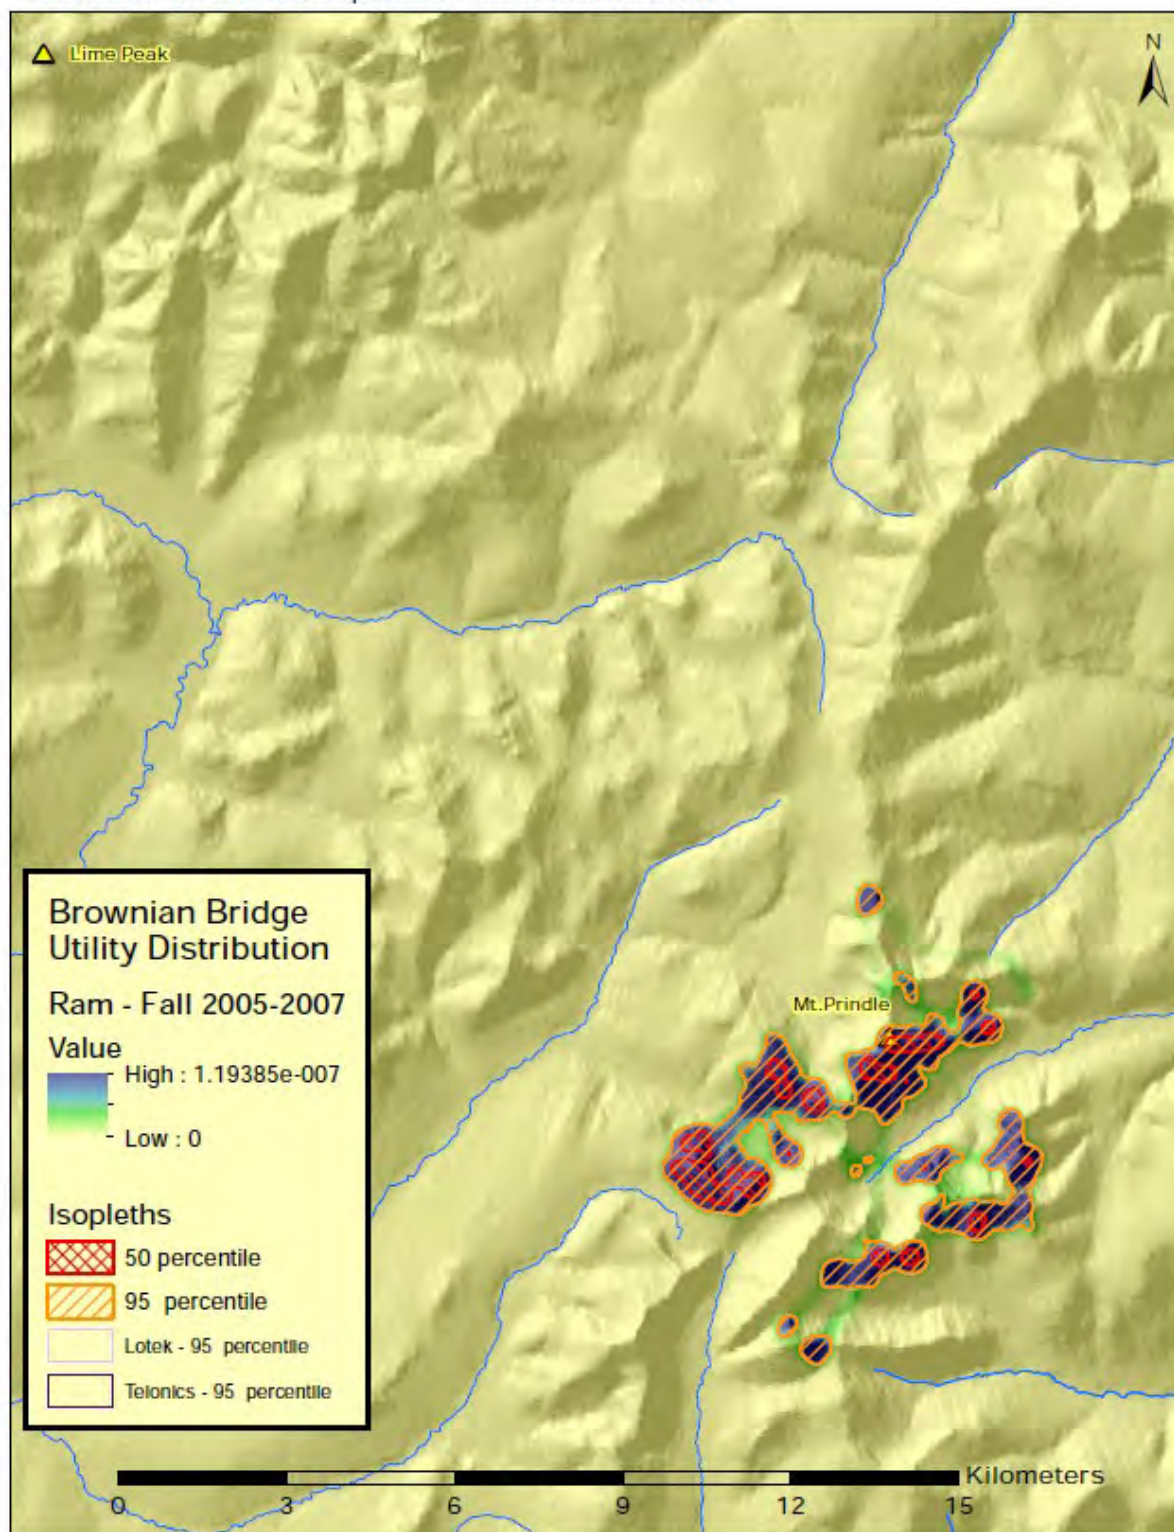 Lime Peak
N
Mt.Prindle
Brownian Bridge
Utility Distribution
Ram - Fall 2005-2007
Value
High : 1.19385e-007
Low : 0
Isopleths
50 percentile
95 percentile
Lotek - 95 percentile
Telonics - 95 percentile
Kilometers
0 3 6 9 12 15